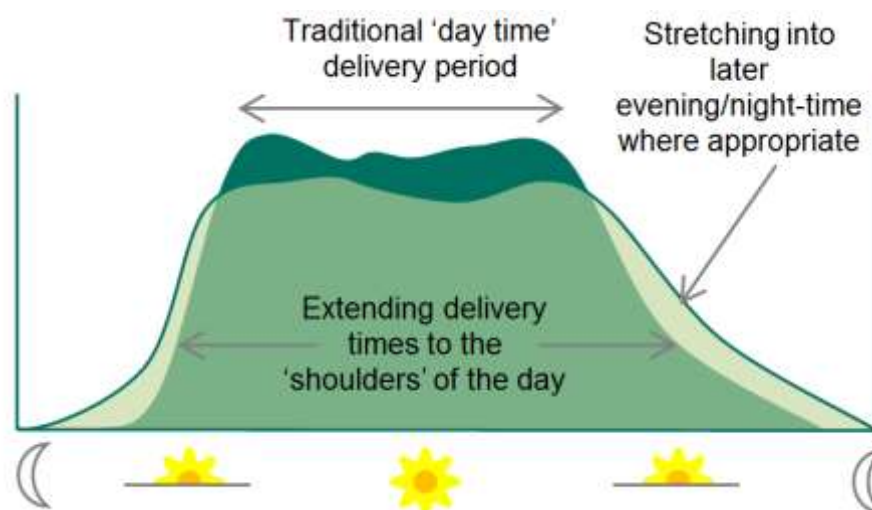 Traditional ‘day time’
delivery period
Stretching into
later
evening/night-time
where appropriate
Extending delivery
times to the
‘shoulders’ of the day